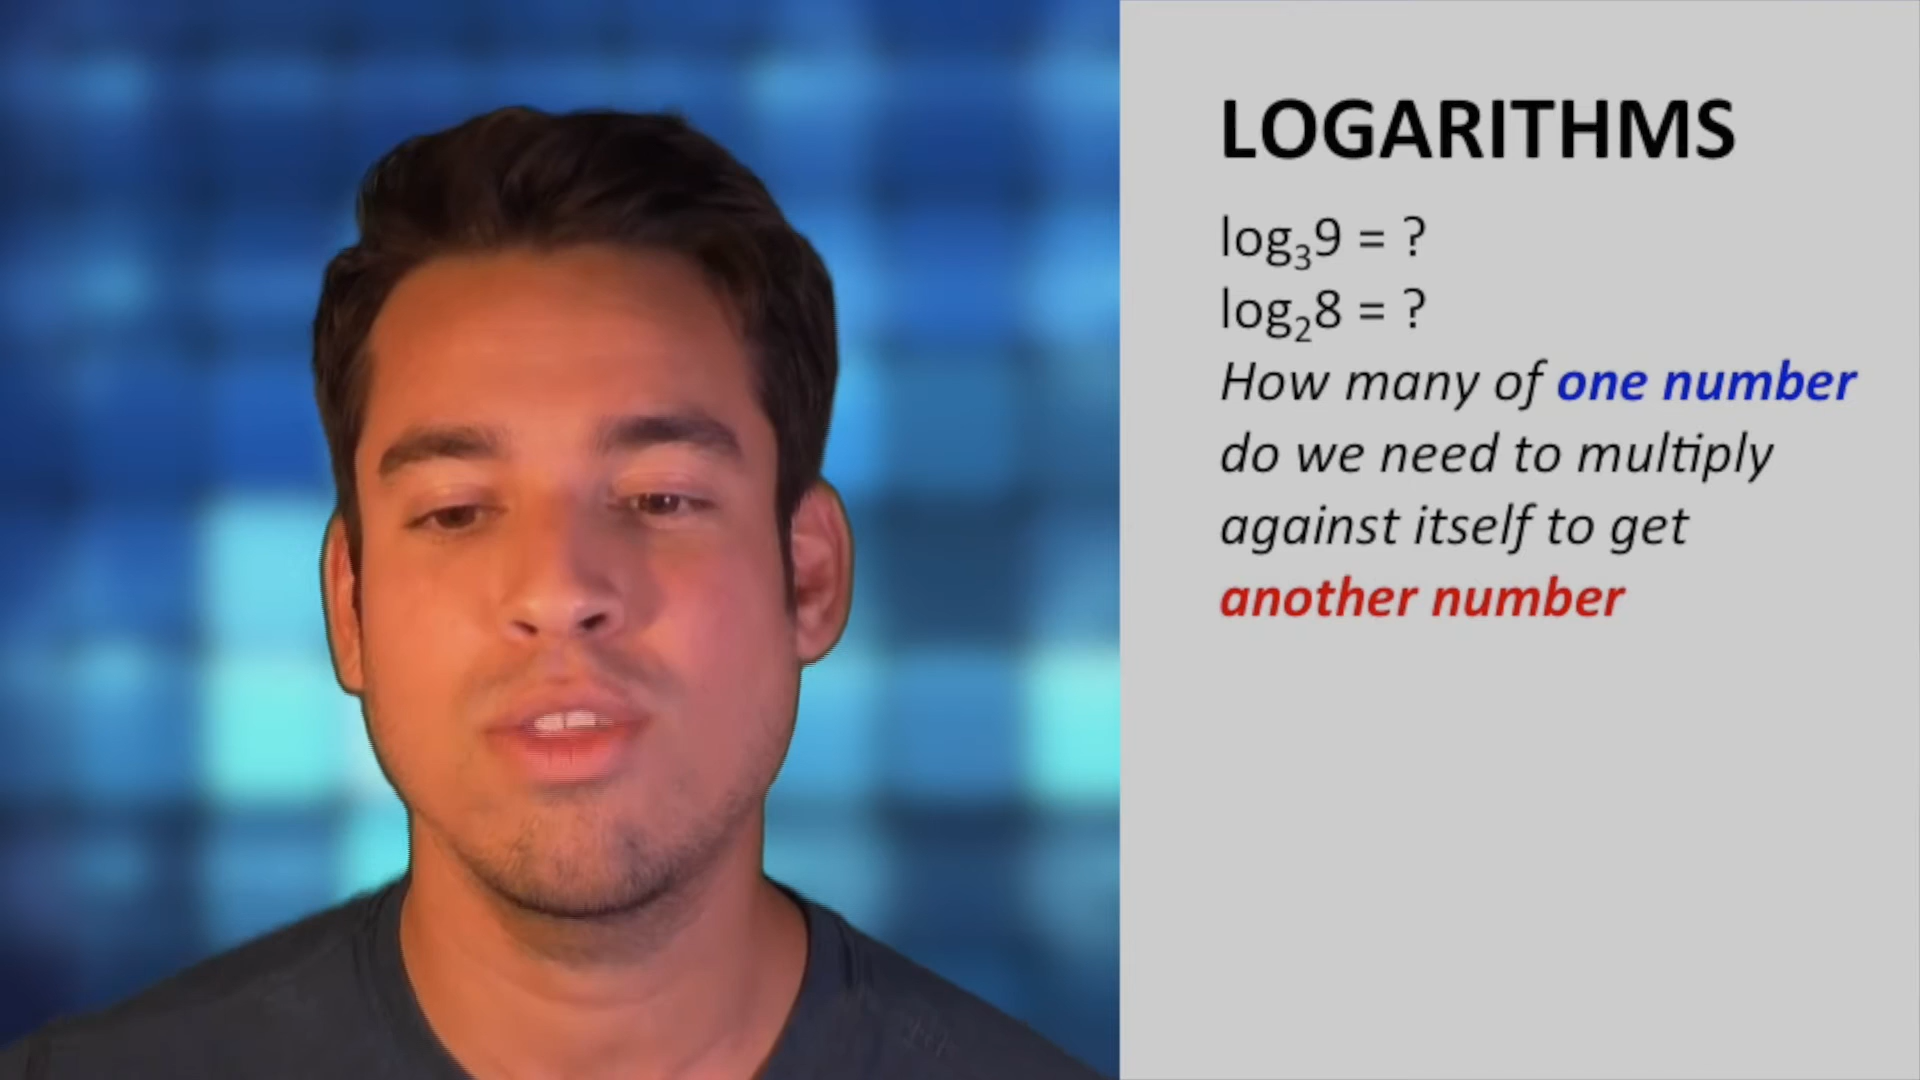 LOGARITHMS
log₃9 = ?
log₂8 = ?
How many of one number
do we need to multiply
against itself to get
another number